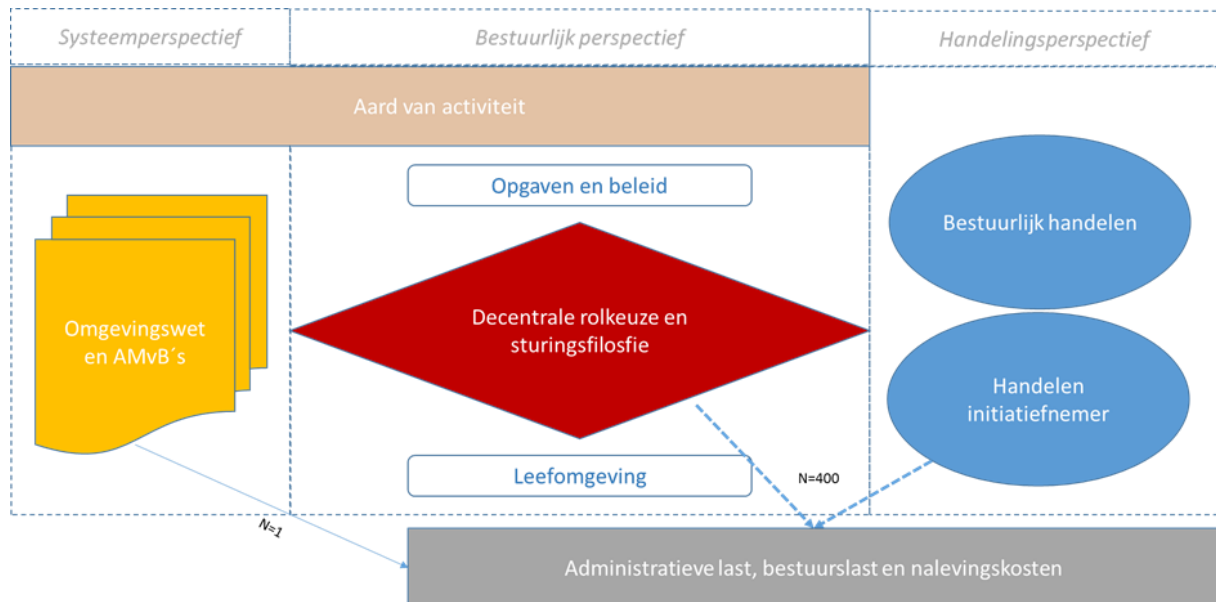 Systeemperspectief
Bestuurlijk perspectief
Handelingsperspectief
Aard van activiteit
Opgaven en beleid
Bestuurlijk handelen
Omgevingswet
en AMvB´s
Decentrale rolkeuze en
sturingsfilosfie
Handelen
initiatiefnemer
Leefomgeving
N=400
N=1
Administratieve last, bestuurslast en nalevingskosten